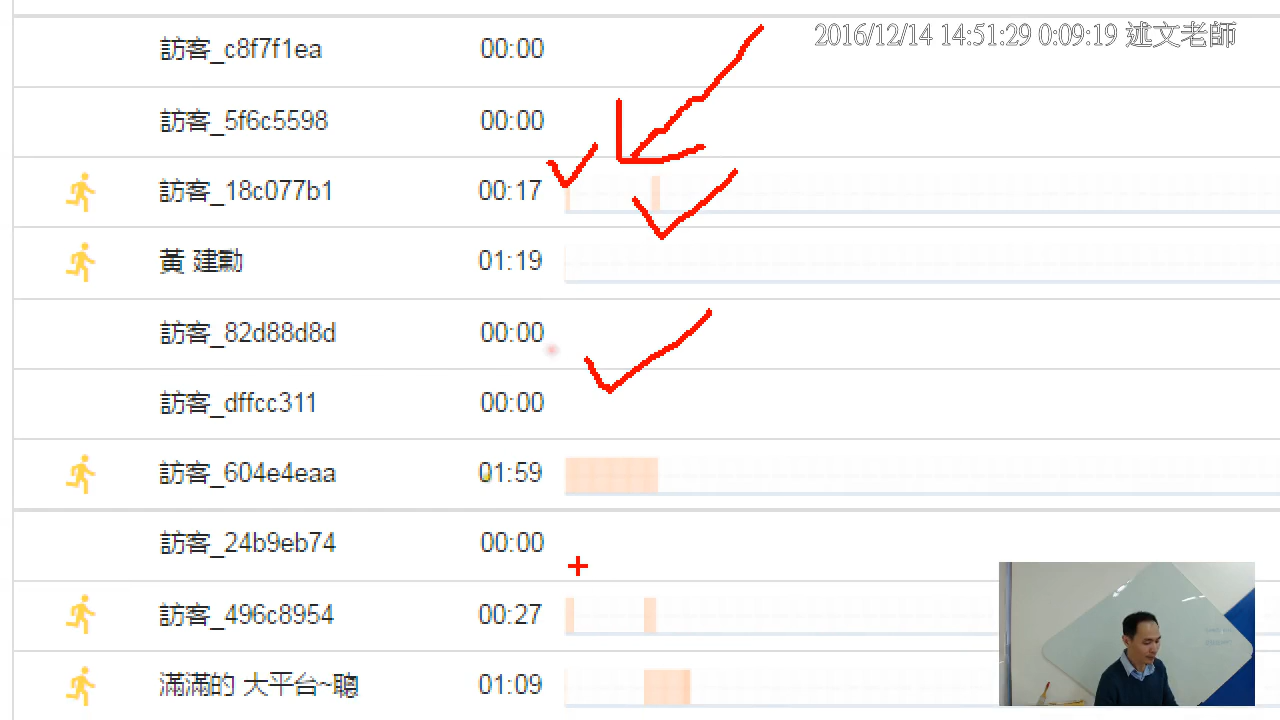 2016/12/14 14:51:29 0:09:19 述文老師
訪客_c8f7f1ea 00:00
訪客_5f6c5598 00:00
訪客_18c077b1 00:17
黃 建勳 01:19
訪客_82d88d8d 00:00
訪客_dffcc311 00:00
訪客_604e4eaa 01:59
訪客_24b9eb74 00:00
訪客_496c8954 00:27
滿滿的 大平台~聰 01:09